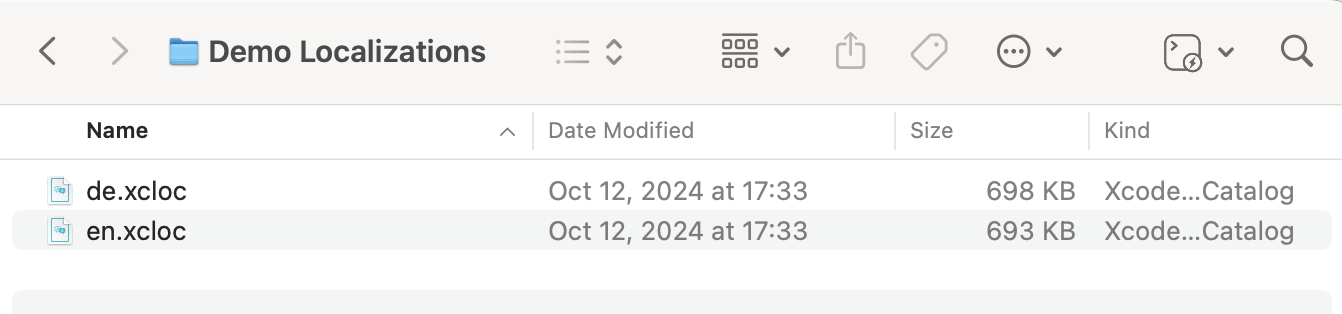 Demo Localizations
Name Date Modified Size Kind
de.xcloc Oct 12, 2024 at 17:33 698 KB Xcode...Catalog
en.xcloc Oct 12, 2024 at 17:33 693 KB Xcode...Catalog